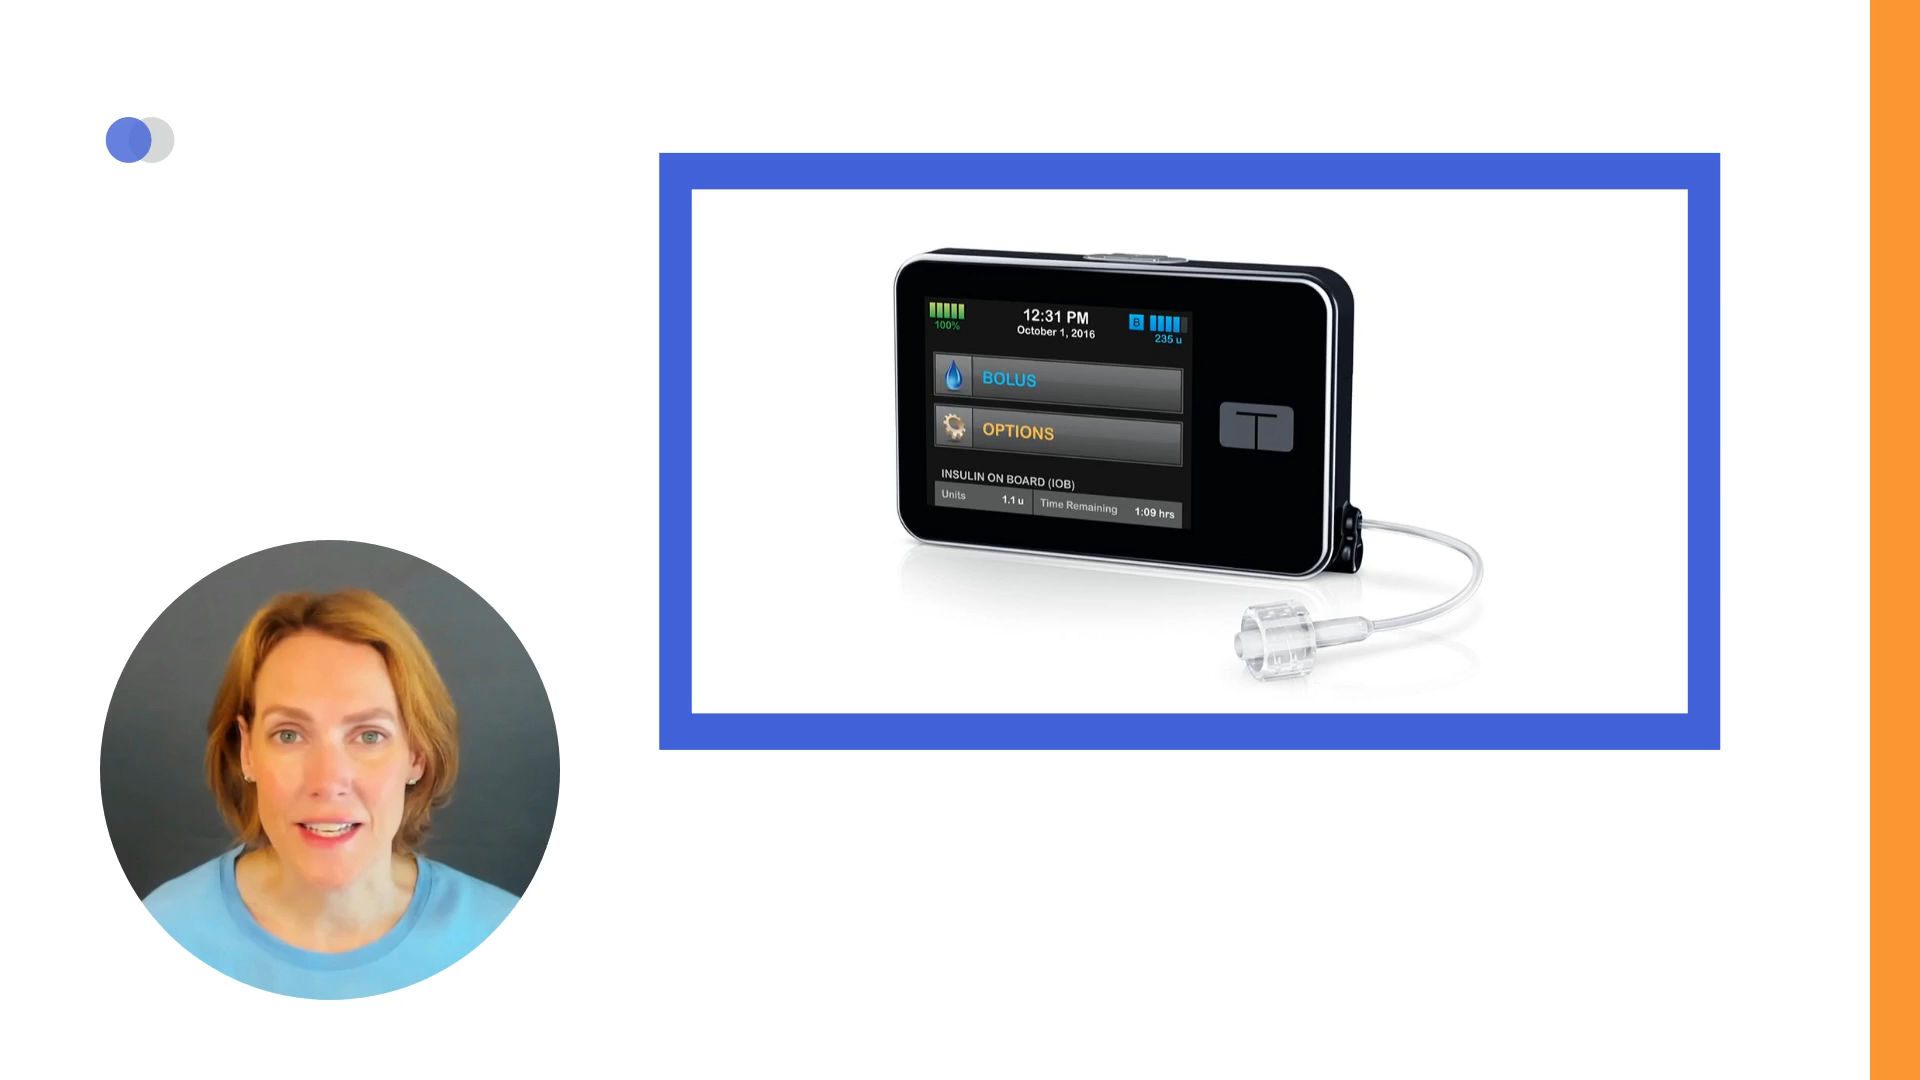 100%
12:31 PM
October 1, 2016
B
235 u
BOLUS
OPTIONS
INSULIN ON BOARD (IOB)
Units 1.1 u Time Remaining 1:09 hrs